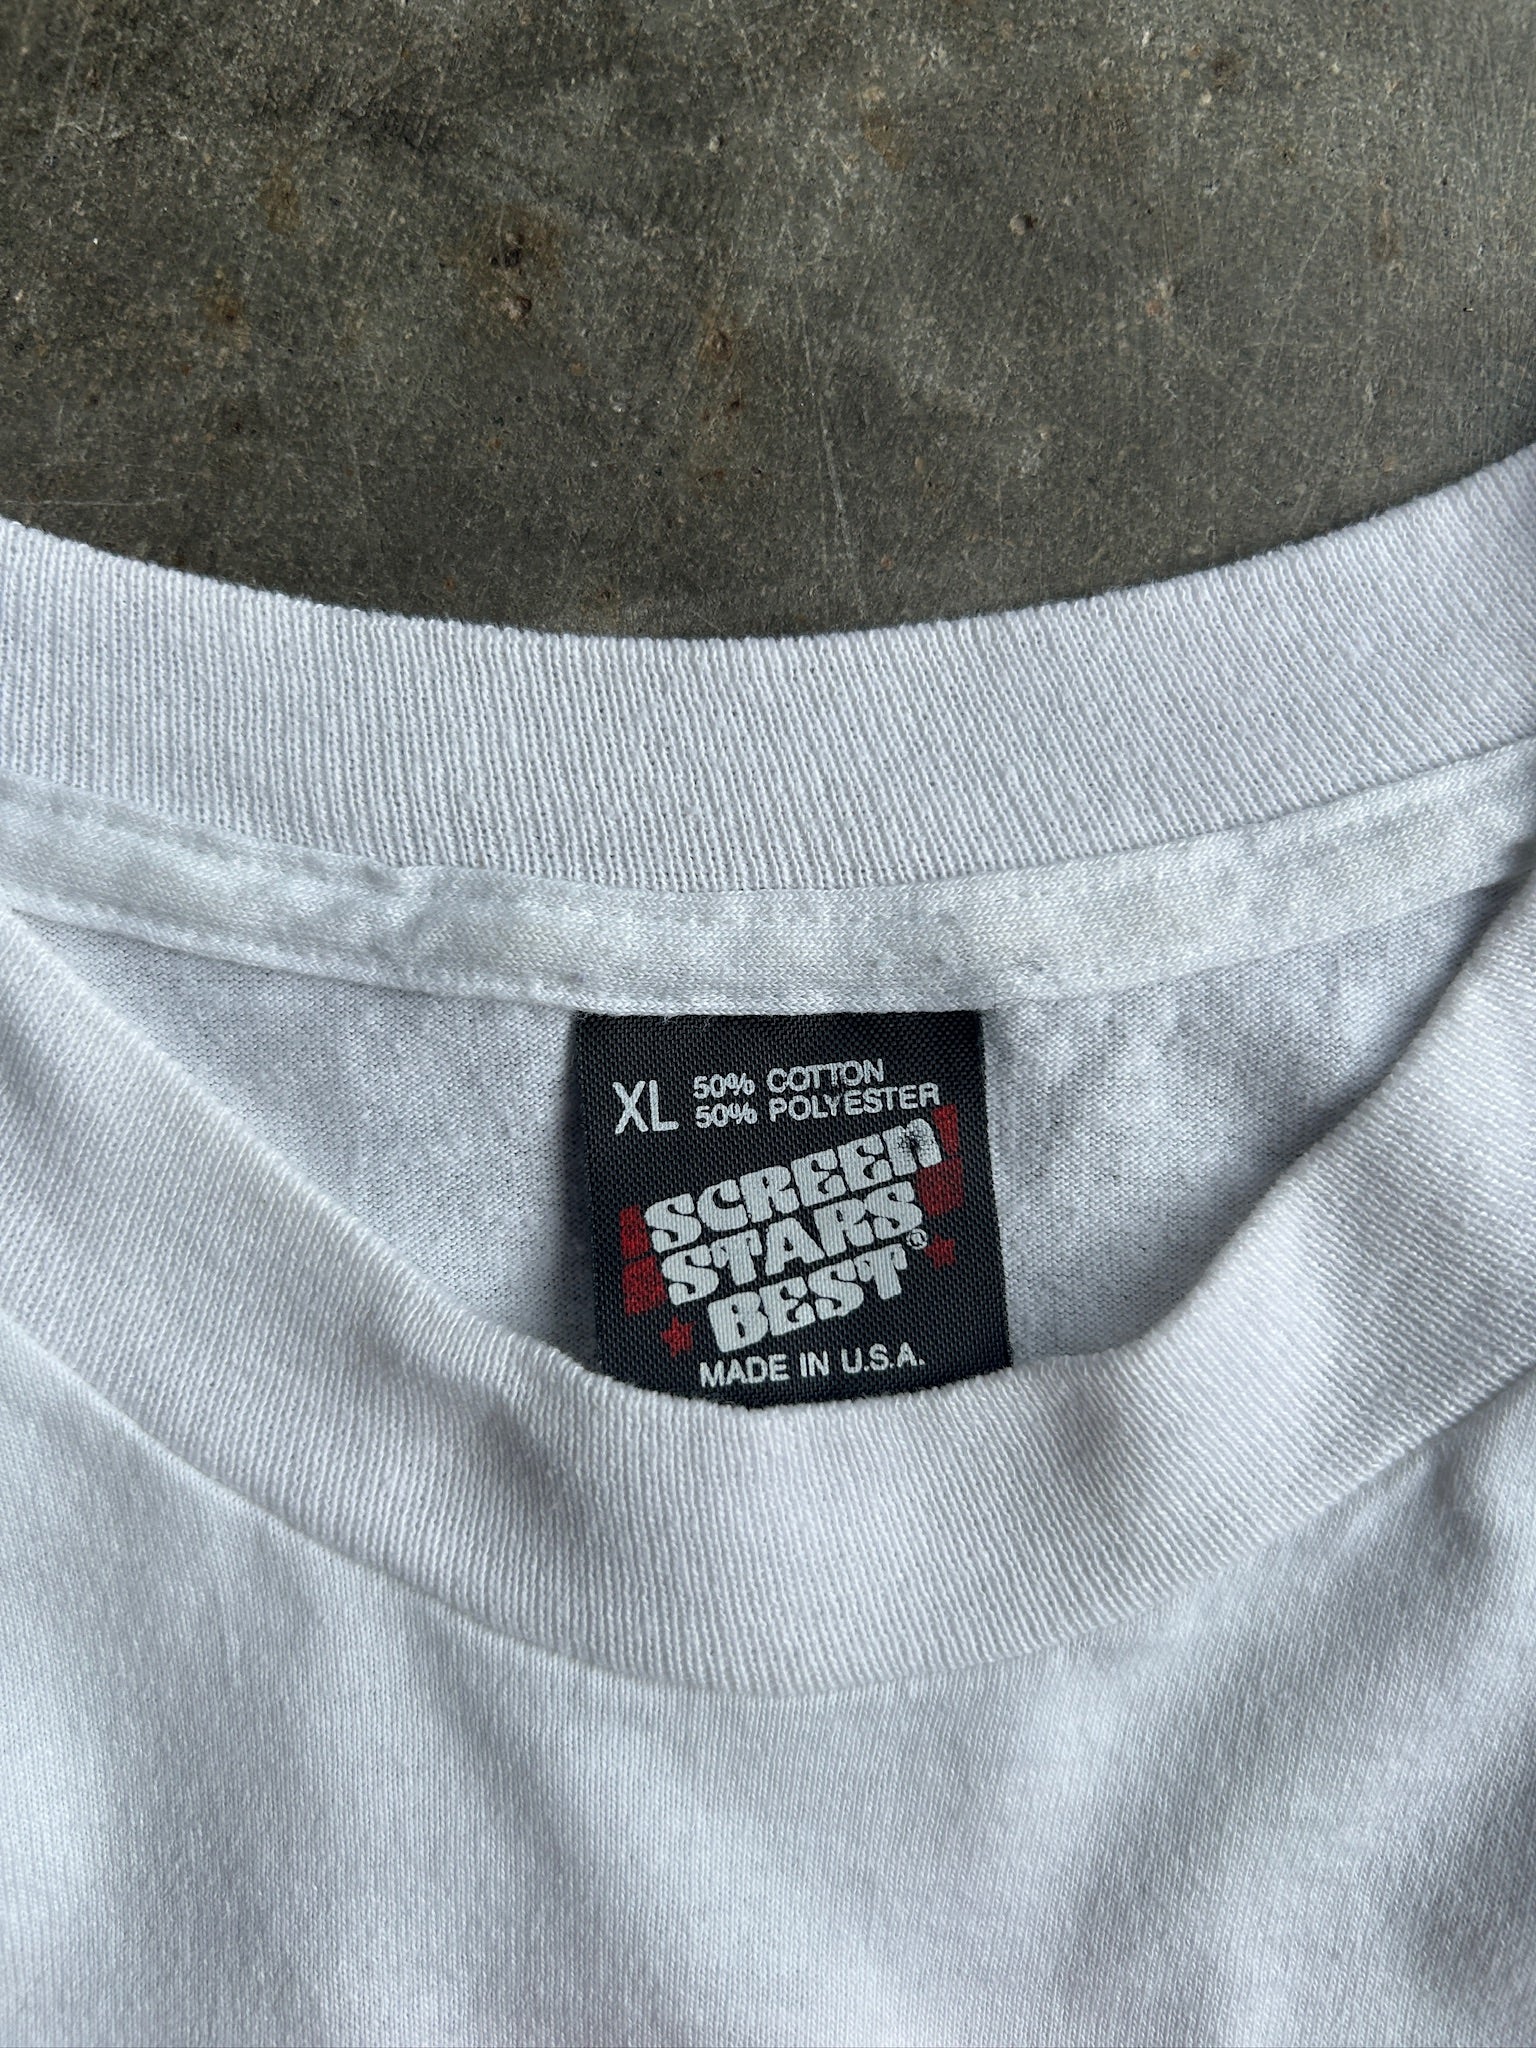 XL 50% COTTON
50% POLYESTER
SCREEN
STARS
BEST®
MADE IN U.S.A.